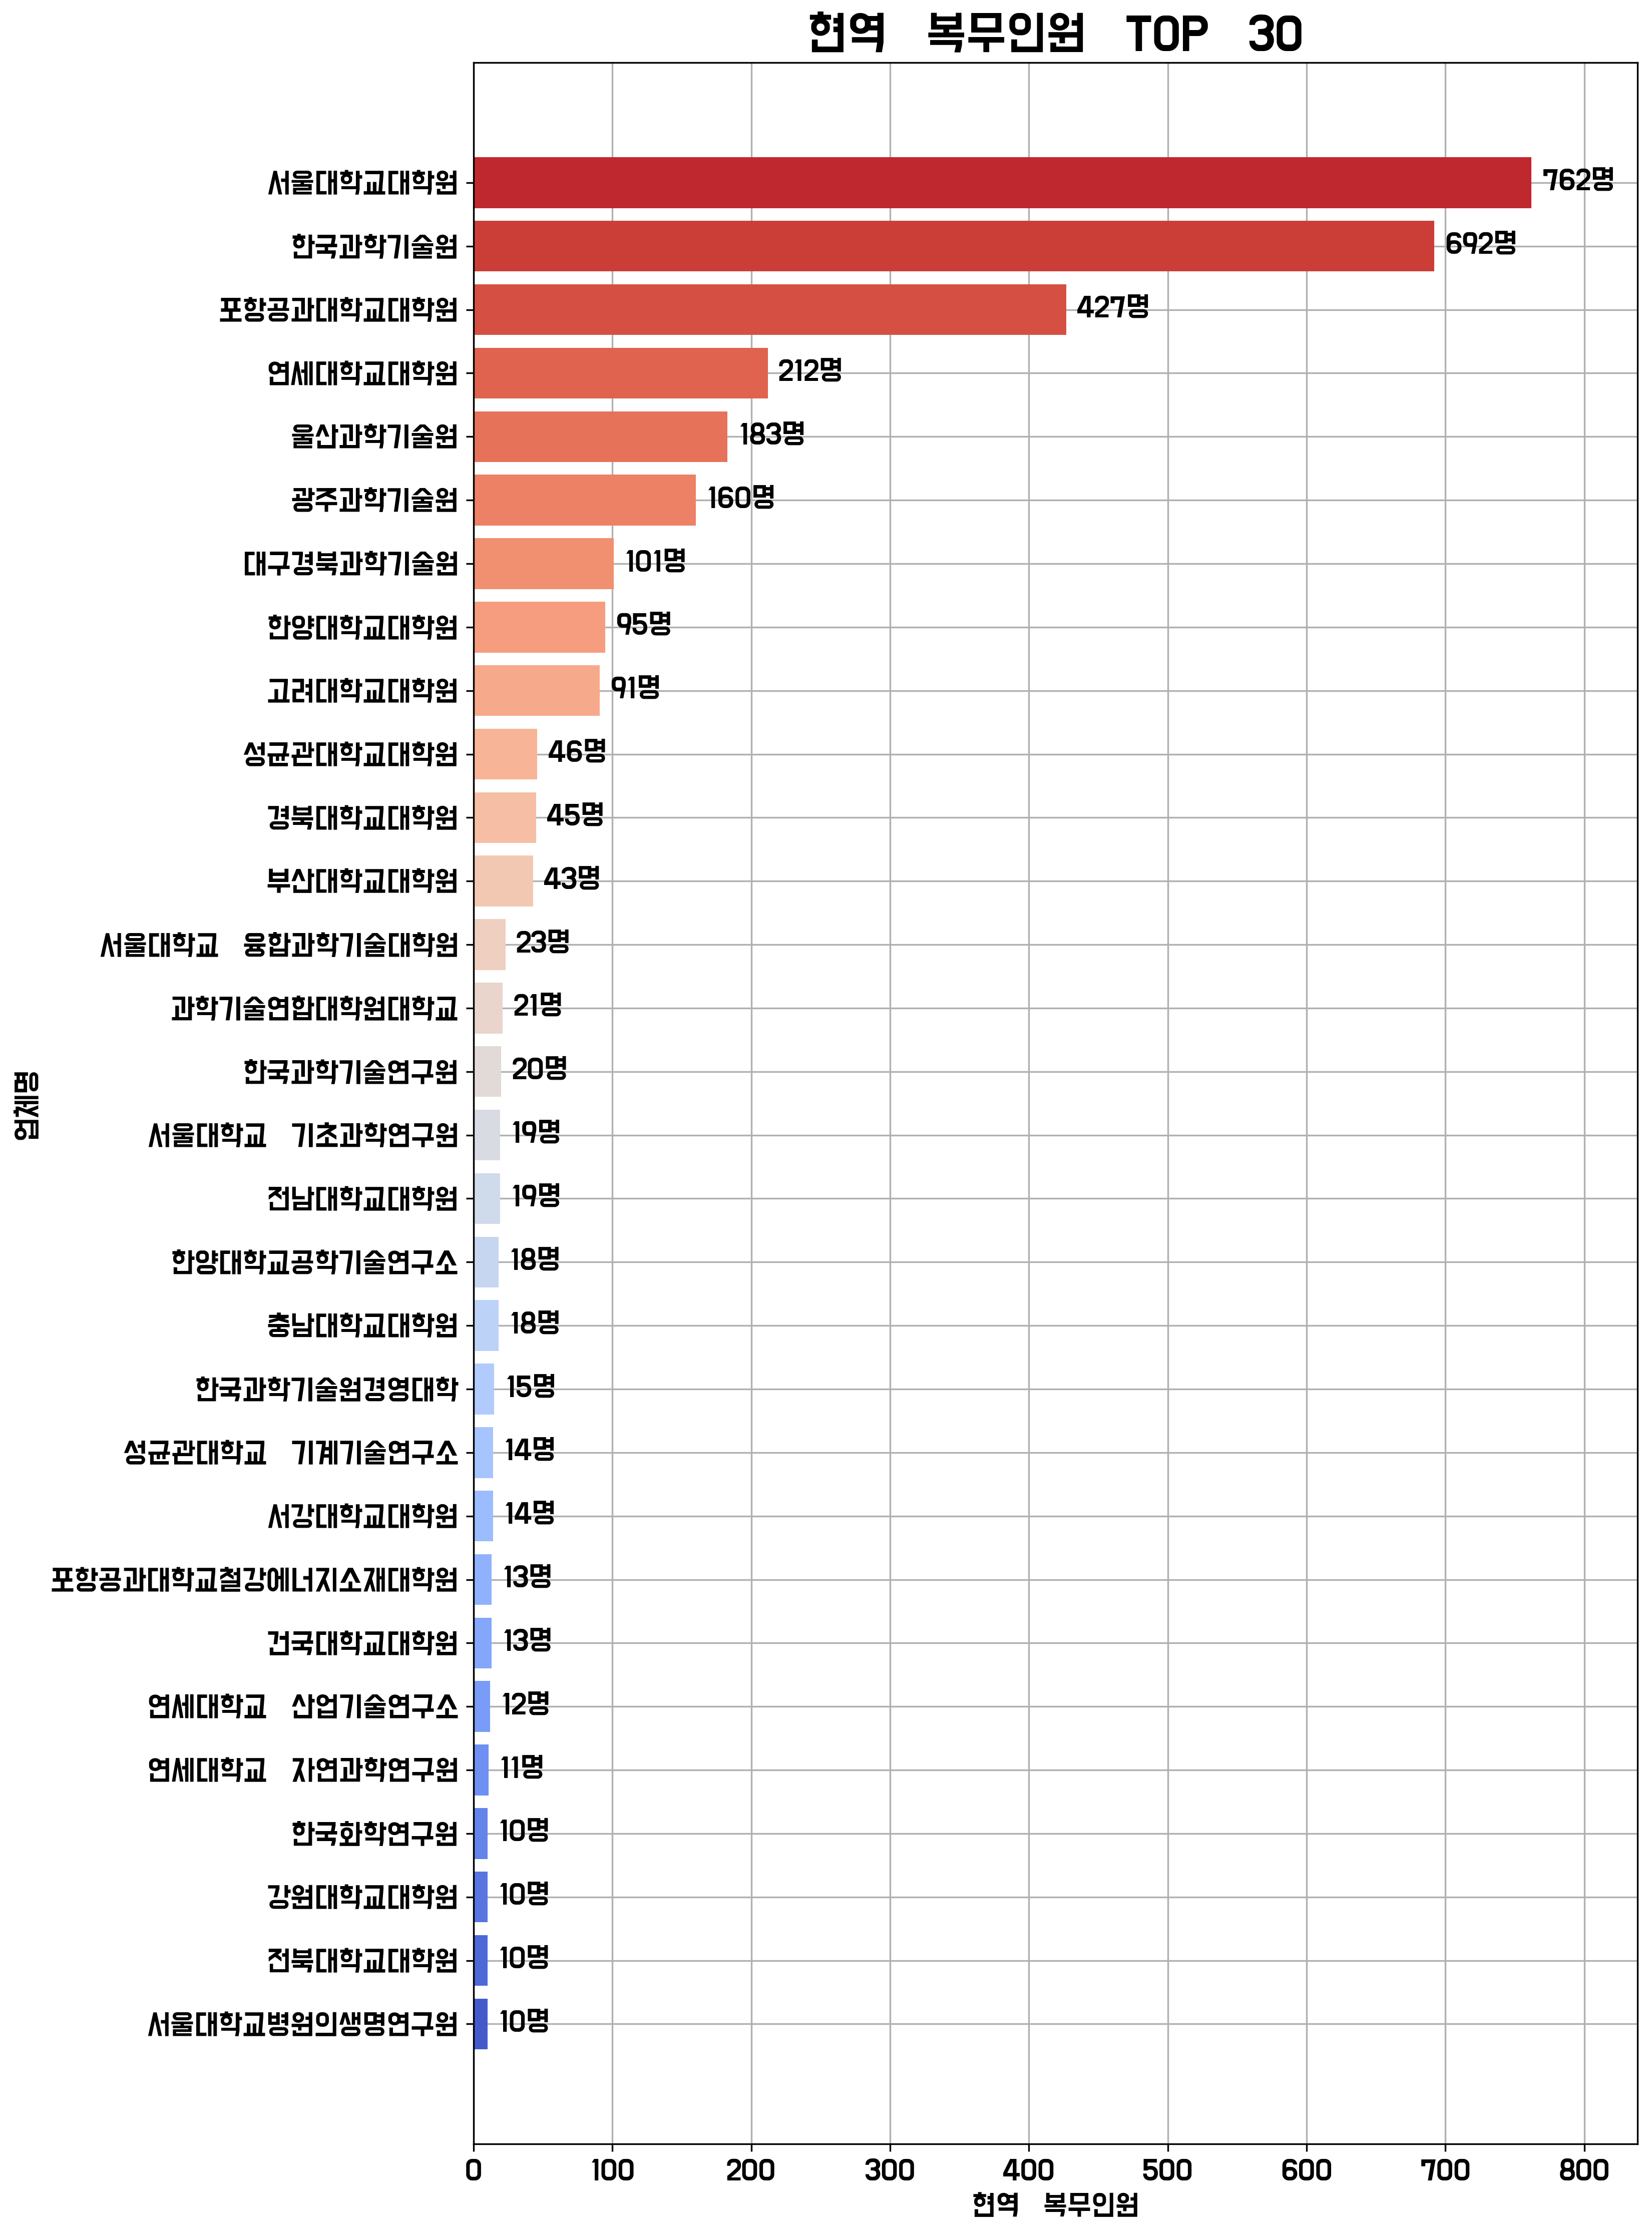 현역 복무인원 TOP 30
서울대학교대학원 762명
한국과학기술원 692명
포항공과대학교대학원 427명
연세대학교대학원 212명
울산과학기술원 183명
광주과학기술원 160명
대구경북과학기술원 101명
한양대학교대학원 95명
고려대학교대학원 91명
성균관대학교대학원 46명
경북대학교대학원 45명
부산대학교대학원 43명
서울대학교 융합과학기술대학원 23명
과학기술연합대학원대학교 21명
한국과학기술연구원 20명
서울대학교 기초과학연구원 19명
전남대학교대학원 19명
한양대학교공학기술연구소 18명
충남대학교대학원 18명
한국과학기술원경영대학 15명
성균관대학교 기계기술연구소 14명
서강대학교대학원 14명
포항공과대학교철강에너지소재대학원 13명
건국대학교대학원 13명
연세대학교 산업기술연구소 12명
연세대학교 자연과학연구원 11명
한국화학연구원 10명
강원대학교대학원 10명
전북대학교대학원 10명
서울대학교병원의생명연구원 10명
업체명
0 100 200 300 400 500 600 700 800
현역 복무인원